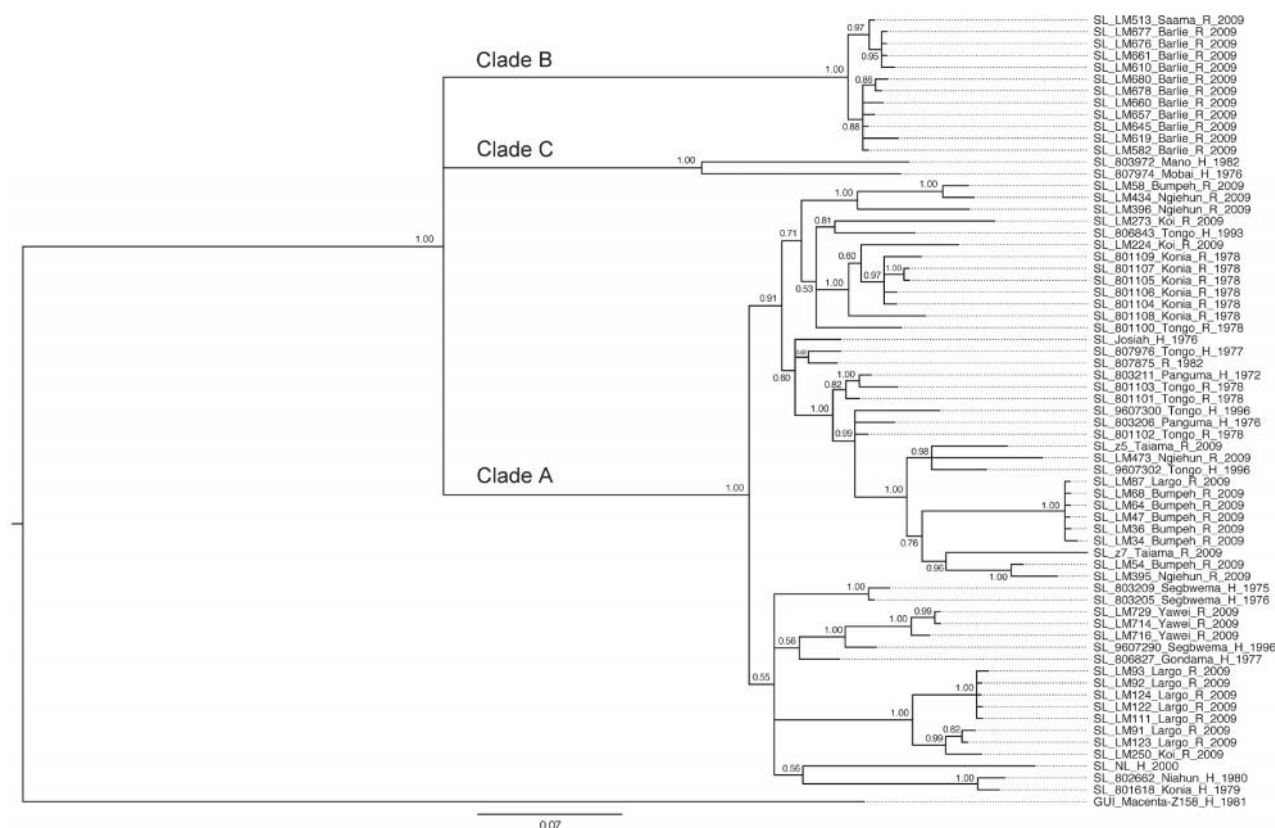 SL_LM513_Saama_R_2009
0.97
SL_LM677_Barlie_R_2009
SL_LM676_Barlie_R_2009
0.95
SL_LM661_Barlie_R_2009
Clade B
SL_LM610_Barlie_R_2009
1.00
SL_LM680_Barlie_R_2009
0.86
SL_LM678_Barlie_R_2009
SL_LM660_Barlie_R_2009
SL_LM657_Barlie_R_2009
0.88
SL_LM645_Barlie_R_2009
SL_LM619_Barlie_R_2009
Clade C
SL_LM582_Barlie_R_2009
1.00
SL_803972_Mano_H_1982
SL_807974_Mobai_H_1976
1.00
SL_LM58_Bumpeh_R_2009
1.00
SL_LM434_Ngiehun_R_2009
SL_LM396_Ngiehun_R_2009
0.81
SL_LM273_Koi_R_2009
0.71
SL_806843_Tongo_H_1993
1.00
SL_LM224_Koi_R_2009
0.60
SL_801109_Konia_R_1978
1.00
SL_801107_Konia_R_1978
0.97
SL_801105_Konia_R_1978
0.53
1.00
SL_801106_Konia_R_1978
0.91
SL_801104_Konia_R_1978
SL_801108_Konia_R_1978
SL_801100_Tongo_R_1978
SL_Josiah_H_1976
SL_807976_Tongo_H_1977
SL_807875_R_1982
0.60
1.00
SL_803211_Panguma_H_1972
0.82
SL_801103_Tongo_R_1978
SL_801101_Tongo_R_1978
1.00
SL_9607300_Tongo_H_1996
SL_803206_Panguma_H_1976
0.99
SL_801102_Tongo_R_1978
SL_z5_Taiama_R_2009
0.98
SL_LM473_Ngiehun_R_2009
SL_9607302_Tongo_H_1996
Clade A
1.00
1.00
SL_LM87_Largo_R_2009
SL_LM68_Bumpeh_R_2009
1.00
SL_LM64_Bumpeh_R_2009
SL_LM47_Bumpeh_R_2009
SL_LM36_Bumpeh_R_2009
0.76
SL_LM34_Bumpeh_R_2009
SL_z7_Taiama_R_2009
0.96
SL_LM54_Bumpeh_R_2009
1.00
SL_LM395_Ngiehun_R_2009
1.00
SL_803209_Segbwema_H_1975
SL_803205_Segbwema_H_1976
0.99
SL_LM729_Yawei_R_2009
1.00
SL_LM714_Yawei_R_2009
SL_LM716_Yawei_R_2009
0.56
SL_9607290_Segbwema_H_1996
SL_806827_Gondama_H_1977
SL_LM93_Largo_R_2009
0.55
SL_LM92_Largo_R_2009
1.00
SL_LM124_Largo_R_2009
SL_LM122_Largo_R_2009
1.00
SL_LM111_Largo_R_2009
0.82
SL_LM91_Largo_R_2009
0.99
SL_LM123_Largo_R_2009
SL_LM250_Koi_R_2009
0.56
SL_NL_H_2000
1.00
SL_802662_Niahun_H_1980
SL_801618_Konia_H_1979
GUI_Macenta-Z158_H_1981
0.07